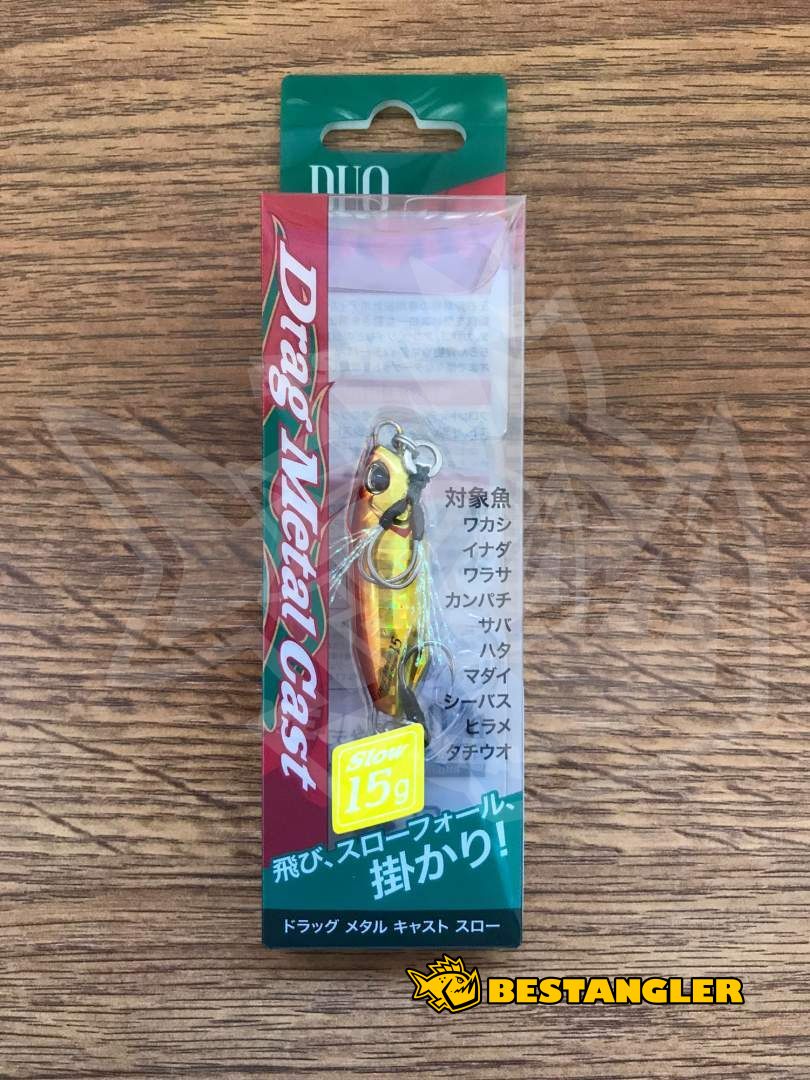 DUO
Drag Metal Cast
対象魚
ワカシ
イナダ
ワラサ
カンパチ
サバ
ハタ
マダイ
シーバス
ヒラメ
タチウオ
Slow
15g
飛び、スローフォール、
掛かり!
ドラッグ メタル キャスト スロー
BESTANGLER